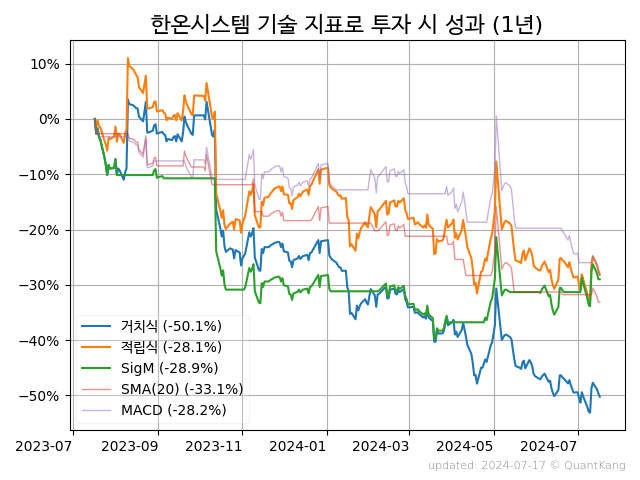 한온시스템 기술 지표로 투자 시 성과 (1년)
10%
0%
−10%
−20%
−30%
−40%
−50%
거치식 (-50.1%)
적립식 (-28.1%)
SigM (-28.9%)
SMA(20) (-33.1%)
MACD (-28.2%)
2023-07 2023-09 2023-11 2024-01 2024-03 2024-05 2024-07
updated: 2024-07-17 © QuantKang